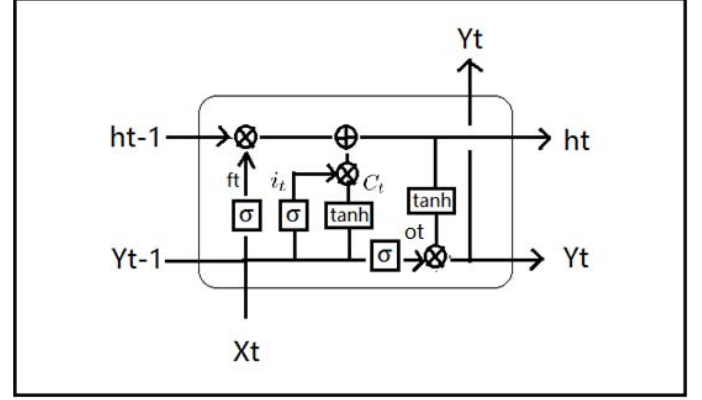 Yt
ht-1
ht
ft
i_t
C_t
σ
σ
tanh
tanh
ot
Yt-1
σ
Yt
Xt